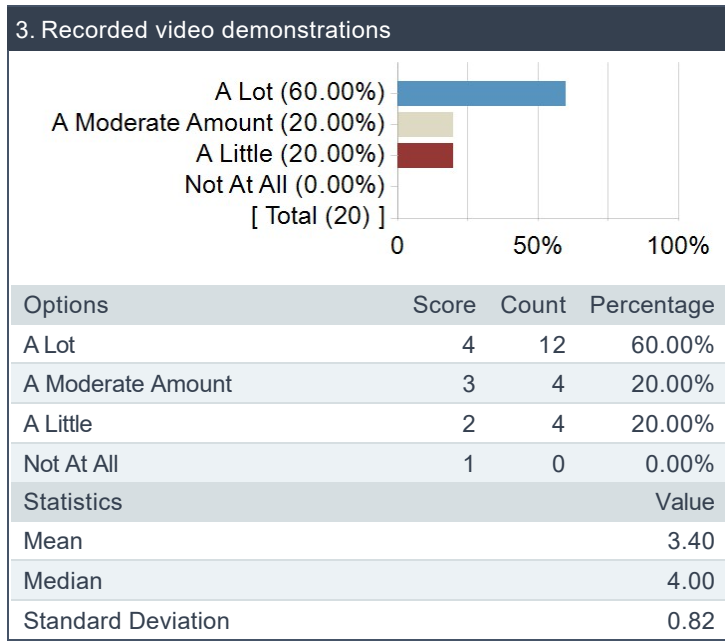 3. Recorded video demonstrations
A Lot (60.00%)
A Moderate Amount (20.00%)
A Little (20.00%)
Not At All (0.00%)
[ Total (20) ]
0 50% 100%
Options Score Count Percentage
A Lot 4 12 60.00%
A Moderate Amount 3 4 20.00%
A Little 2 4 20.00%
Not At All 1 0 0.00%
Statistics Value
Mean 3.40
Median 4.00
Standard Deviation 0.82